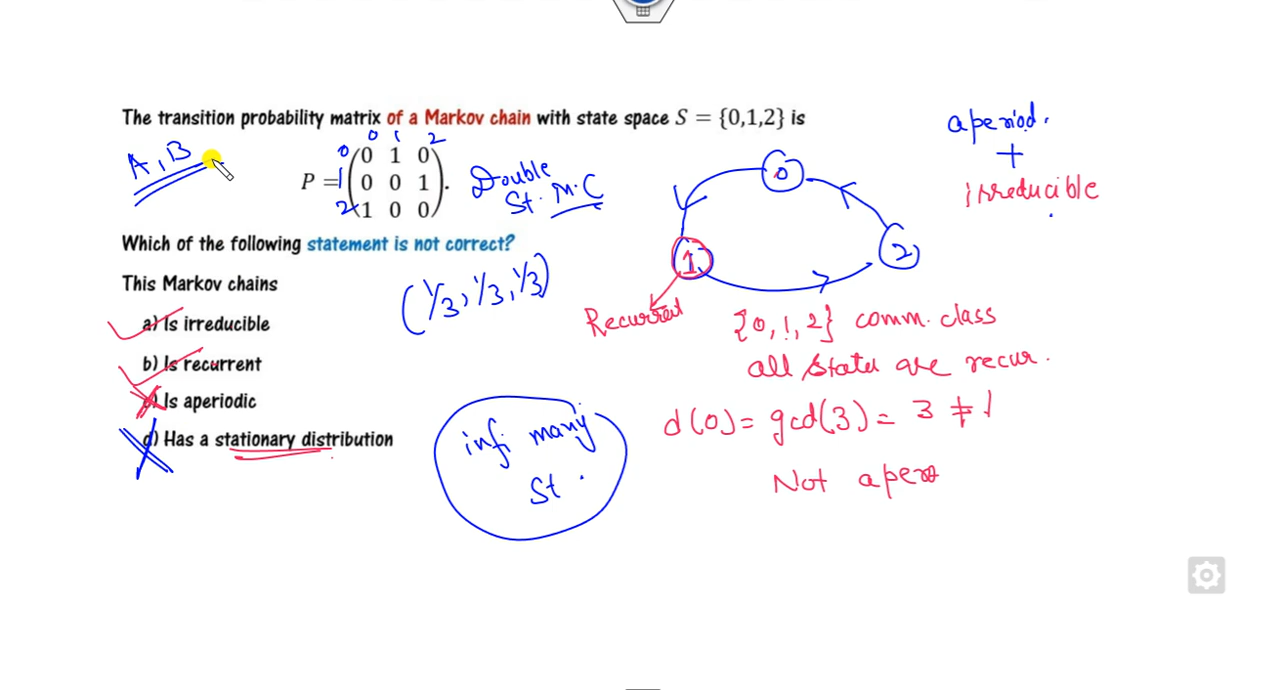 The transition probability matrix of a Markov chain with state space S = {0,1,2} is
aperiod.
+
irreducible
A, B
0 1 2
0 (0 1 0)
P = 1 (0 0 1).
2 (1 0 0)
Double
St. M.C
0
1
2
Which of the following statement is not correct?
This Markov chains
(1/3, 1/3, 1/3)
Recurrent
a) Is irreducible
{0, 1, 2} comm. class
b) Is recurrent
all states are recur.
c) Is aperiodic
d(0) = gcd(3) = 3 ≠ 1
d) Has a stationary distribution
infi many
St.
Not aper